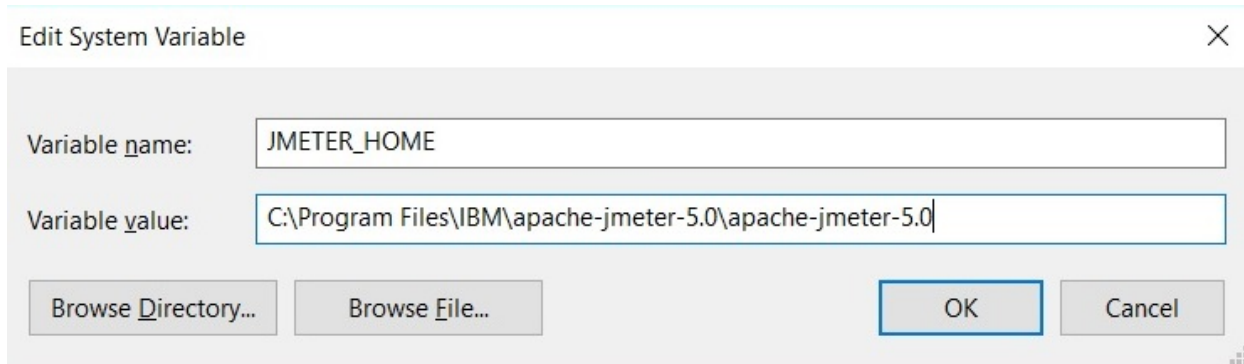 Edit System Variable
Variable name: JMETER_HOME
Variable value: C:\Program Files\IBM\apache-jmeter-5.0\apache-jmeter-5.0
Browse Directory... Browse File... OK Cancel